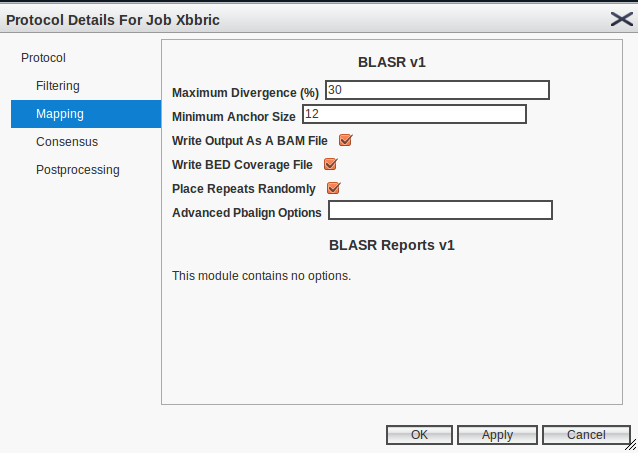 Protocol Details For Job Xbbric
Protocol
Filtering
Mapping
Consensus
Postprocessing
BLASR v1
Maximum Divergence (%) 30
Minimum Anchor Size 12
Write Output As A BAM File
Write BED Coverage File
Place Repeats Randomly
Advanced Pbalign Options
BLASR Reports v1
This module contains no options.
OK Apply Cancel